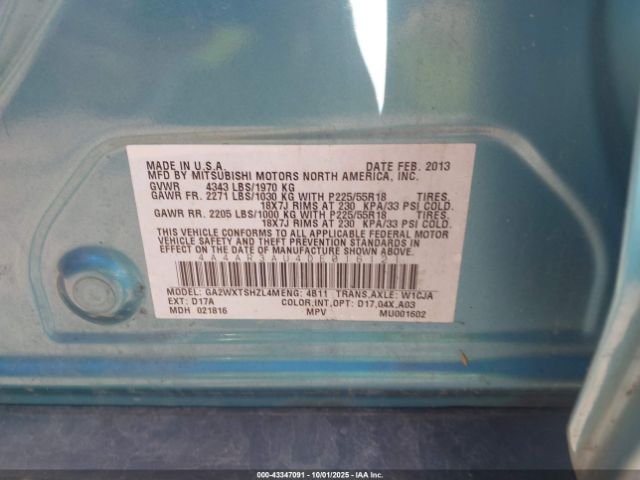 MADE IN U.S.A. DATE FEB. 2013
MFD BY MITSUBISHI MOTORS NORTH AMERICA, INC.
GVWR 4343 LBS/1970 KG
GAWR FR. 2271 LBS/1030 KG WITH P225/55R18 TIRES.
18X7J RIMS AT 230 KPA/33 PSI COLD.
GAWR RR. 2205 LBS/1000 KG WITH P225/55R18 TIRES.
18X7J RIMS AT 230 KPA/33 PSI COLD.
THIS VEHICLE CONFORMS TO ALL APPLICABLE FEDERAL MOTOR
VEHICLE SAFETY AND THEFT PREVENTION STANDARDS IN
EFFECT ON THE DATE OF MANUFACTURE SHOWN ABOVE.
MODEL: GA2WXTSHZL4M ENG: 4B11 TRANS,AXLE: W1CJA
EXT: D17A COLOR,INT,OPT: D17,04X,A03
MDH 021816 MPV MU001602
000-43347091 - 10/01/2025 - IAA, Inc.